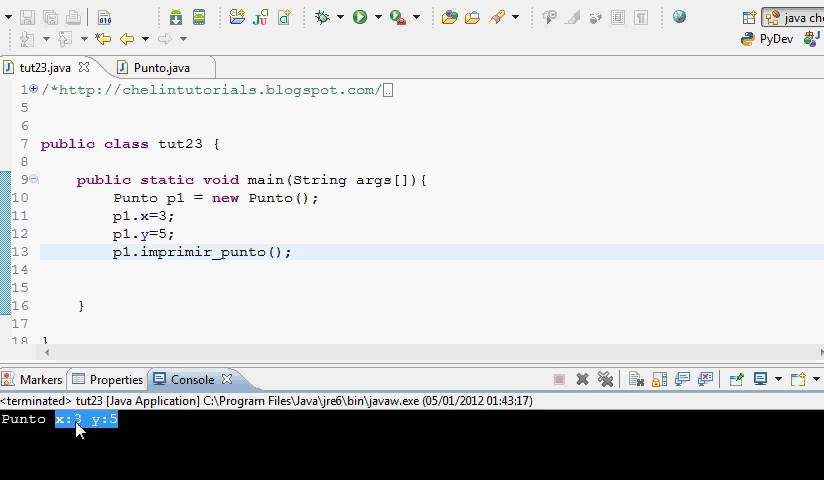 java che
PyDev
tut23.java
Punto.java
1 /*http://chelintutorials.blogspot.com/
5
6
7 public class tut23 {
8
9 public static void main(String args[]){
10 Punto p1 = new Punto();
11 p1.x=3;
12 p1.y=5;
13 p1.imprimir_punto();
14
15
16 }
17
18 }
Markers Properties Console
<terminated> tut23 [Java Application] C:\Program Files\Java\jre6\bin\javaw.exe (05/01/2012 01:43:17)
Punto x:3 y:5